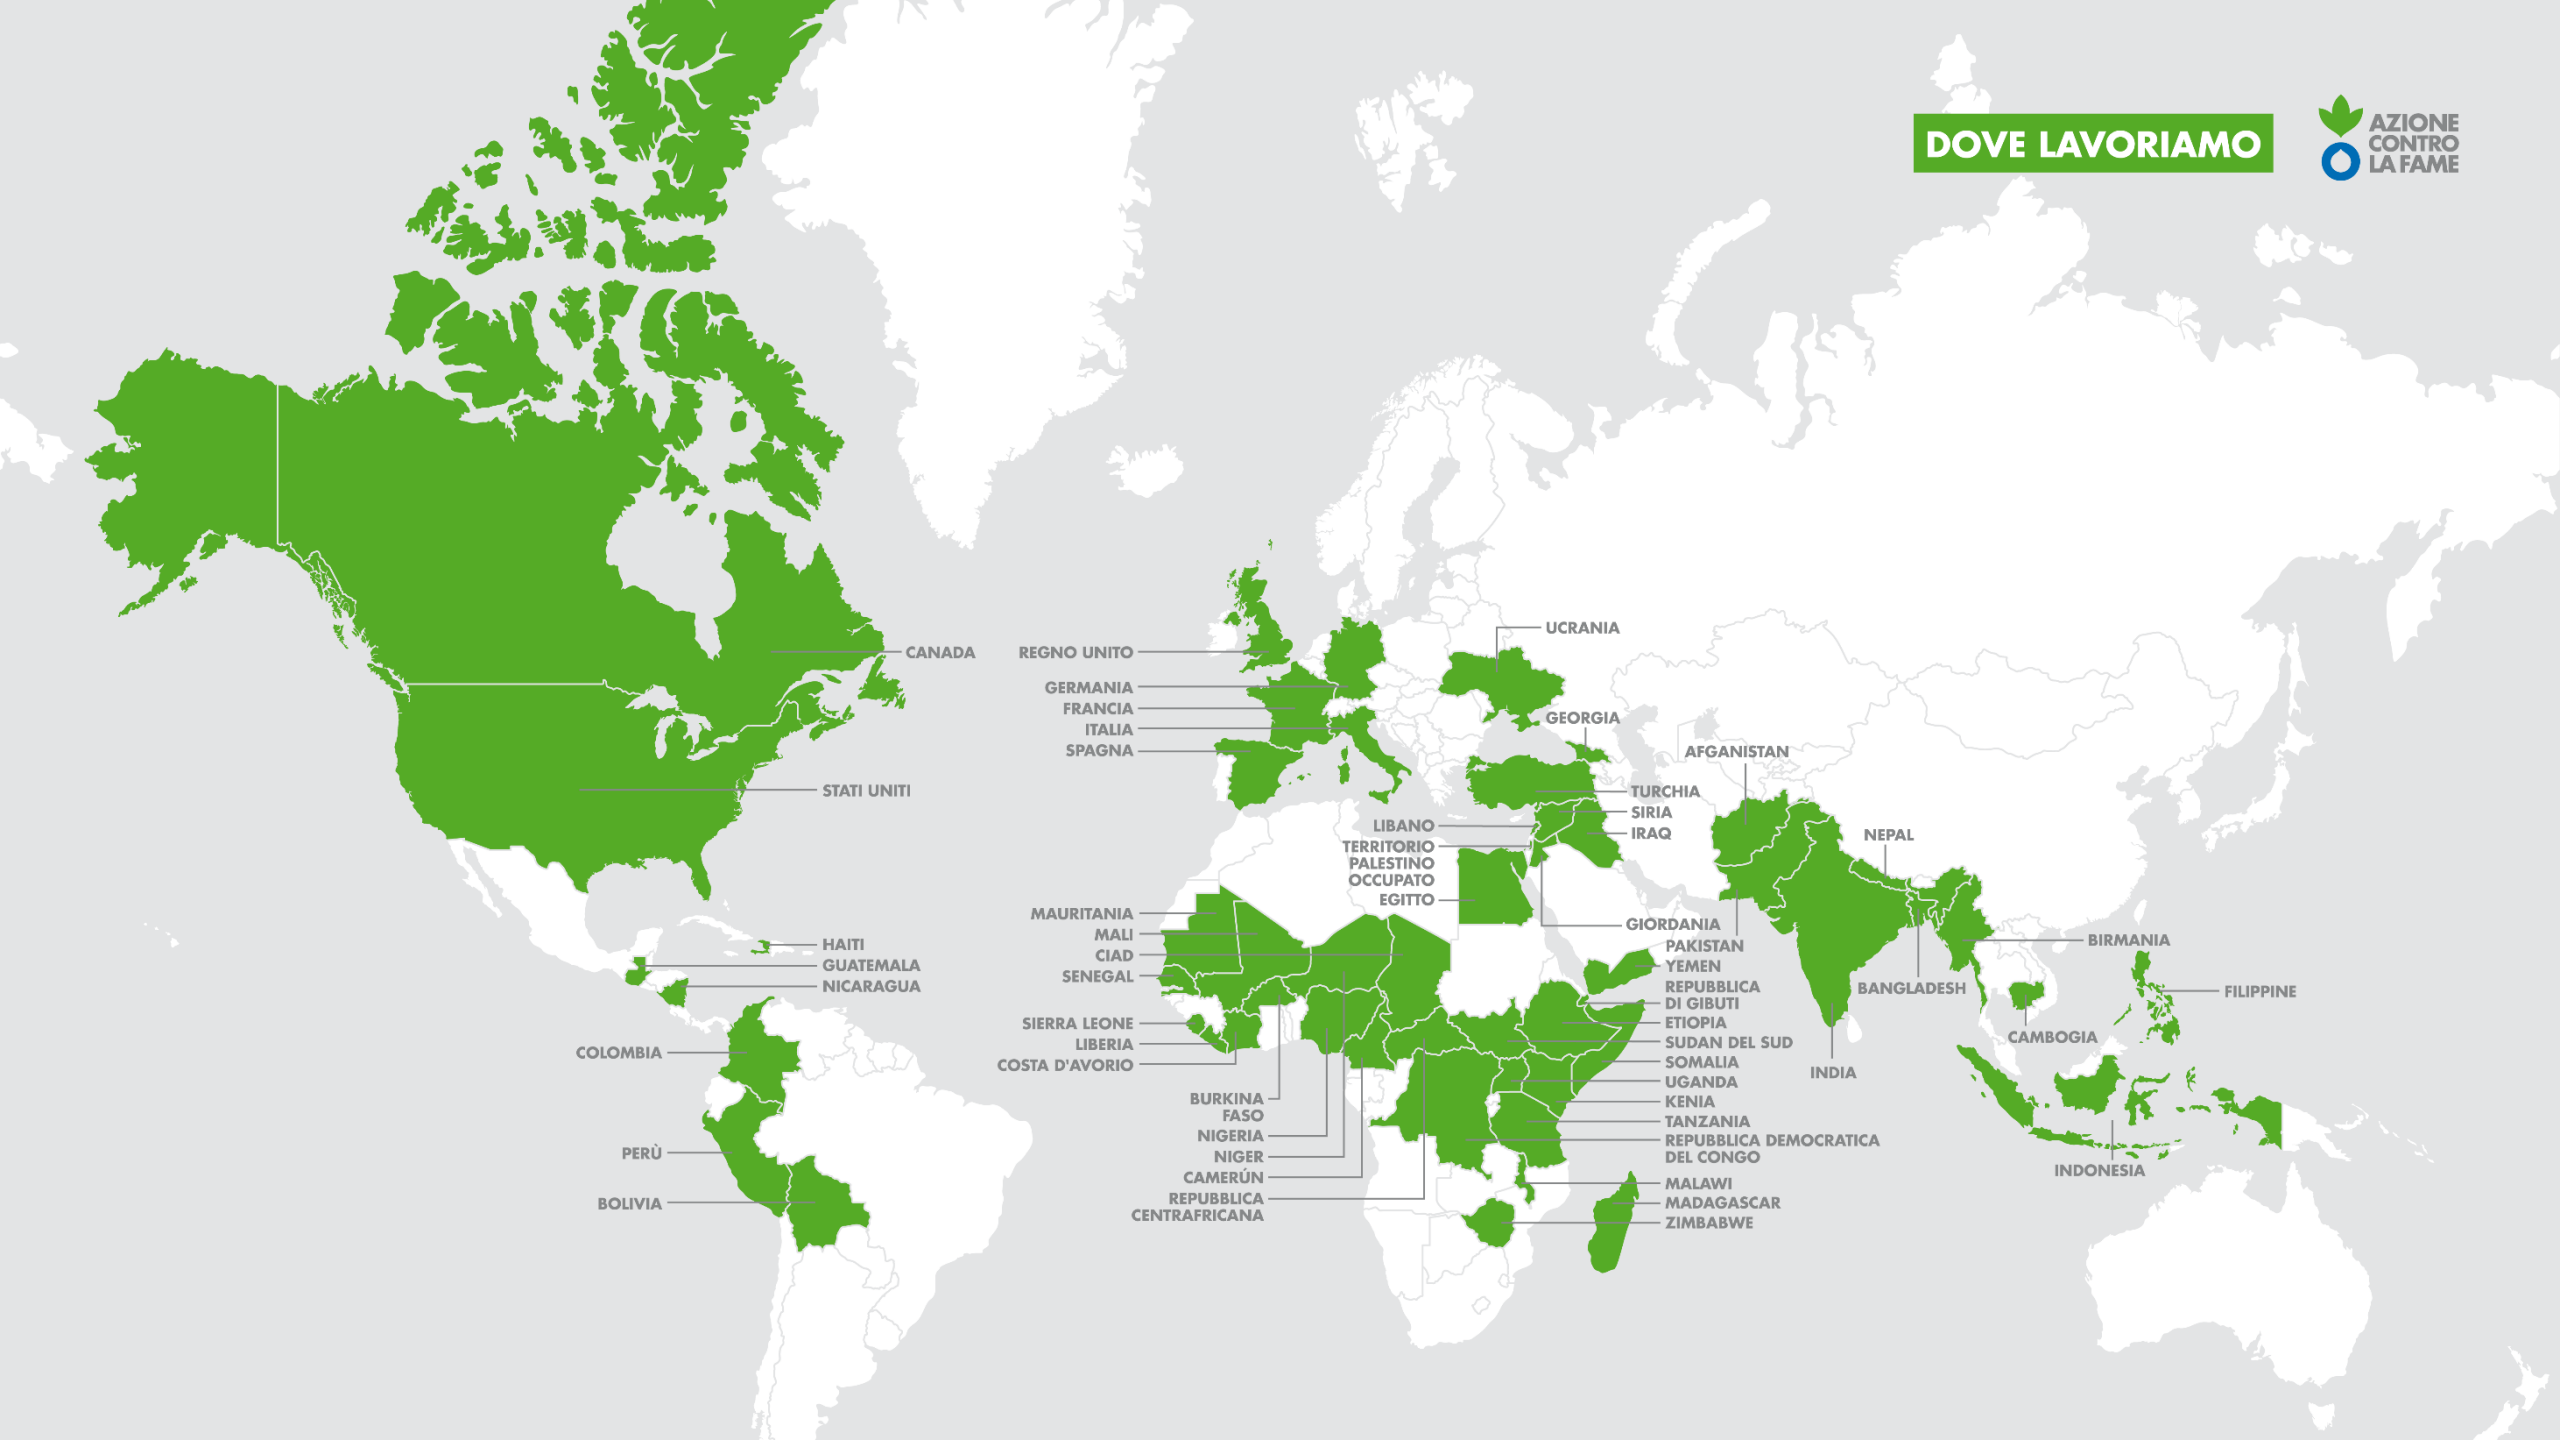 DOVE LAVORIAMO
AZIONE
CONTRO
LA FAME
CANADA
STATI UNITI
HAITI
GUATEMALA
NICARAGUA
COLOMBIA
PERÙ
BOLIVIA
REGNO UNITO
GERMANIA
FRANCIA
ITALIA
SPAGNA
UCRANIA
GEORGIA
AFGANISTAN
TURCHIA
SIRIA
IRAQ
LIBANO
TERRITORIO
PALESTINO
OCCUPATO
EGITTO
NEPAL
MAURITANIA
MALI
CIAD
SENEGAL
SIERRA LEONE
LIBERIA
COSTA D'AVORIO
BURKINA
FASO
NIGERIA
NIGER
CAMERÚN
REPUBBLICA
CENTRAFRICANA
GIORDANIA
PAKISTAN
YEMEN
REPUBBLICA
DI GIBUTI
ETIOPIA
SUDAN DEL SUD
SOMALIA
UGANDA
KENIA
TANZANIA
REPUBBLICA DEMOCRATICA
DEL CONGO
MALAWI
MADAGASCAR
ZIMBABWE
BIRMANIA
BANGLADESH
FILIPPINE
CAMBOGIA
INDIA
INDONESIA